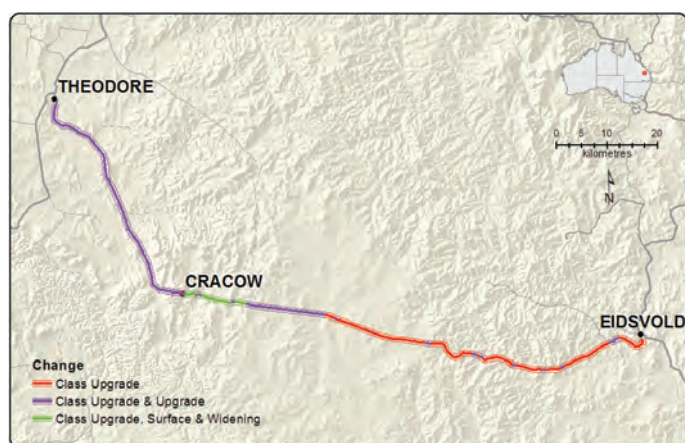 THEODORE
0 5 10 20
kilometres
N
CRACOW
EIDSVOLD
Change
Class Upgrade
Class Upgrade & Upgrade
Class Upgrade, Surface & Widening